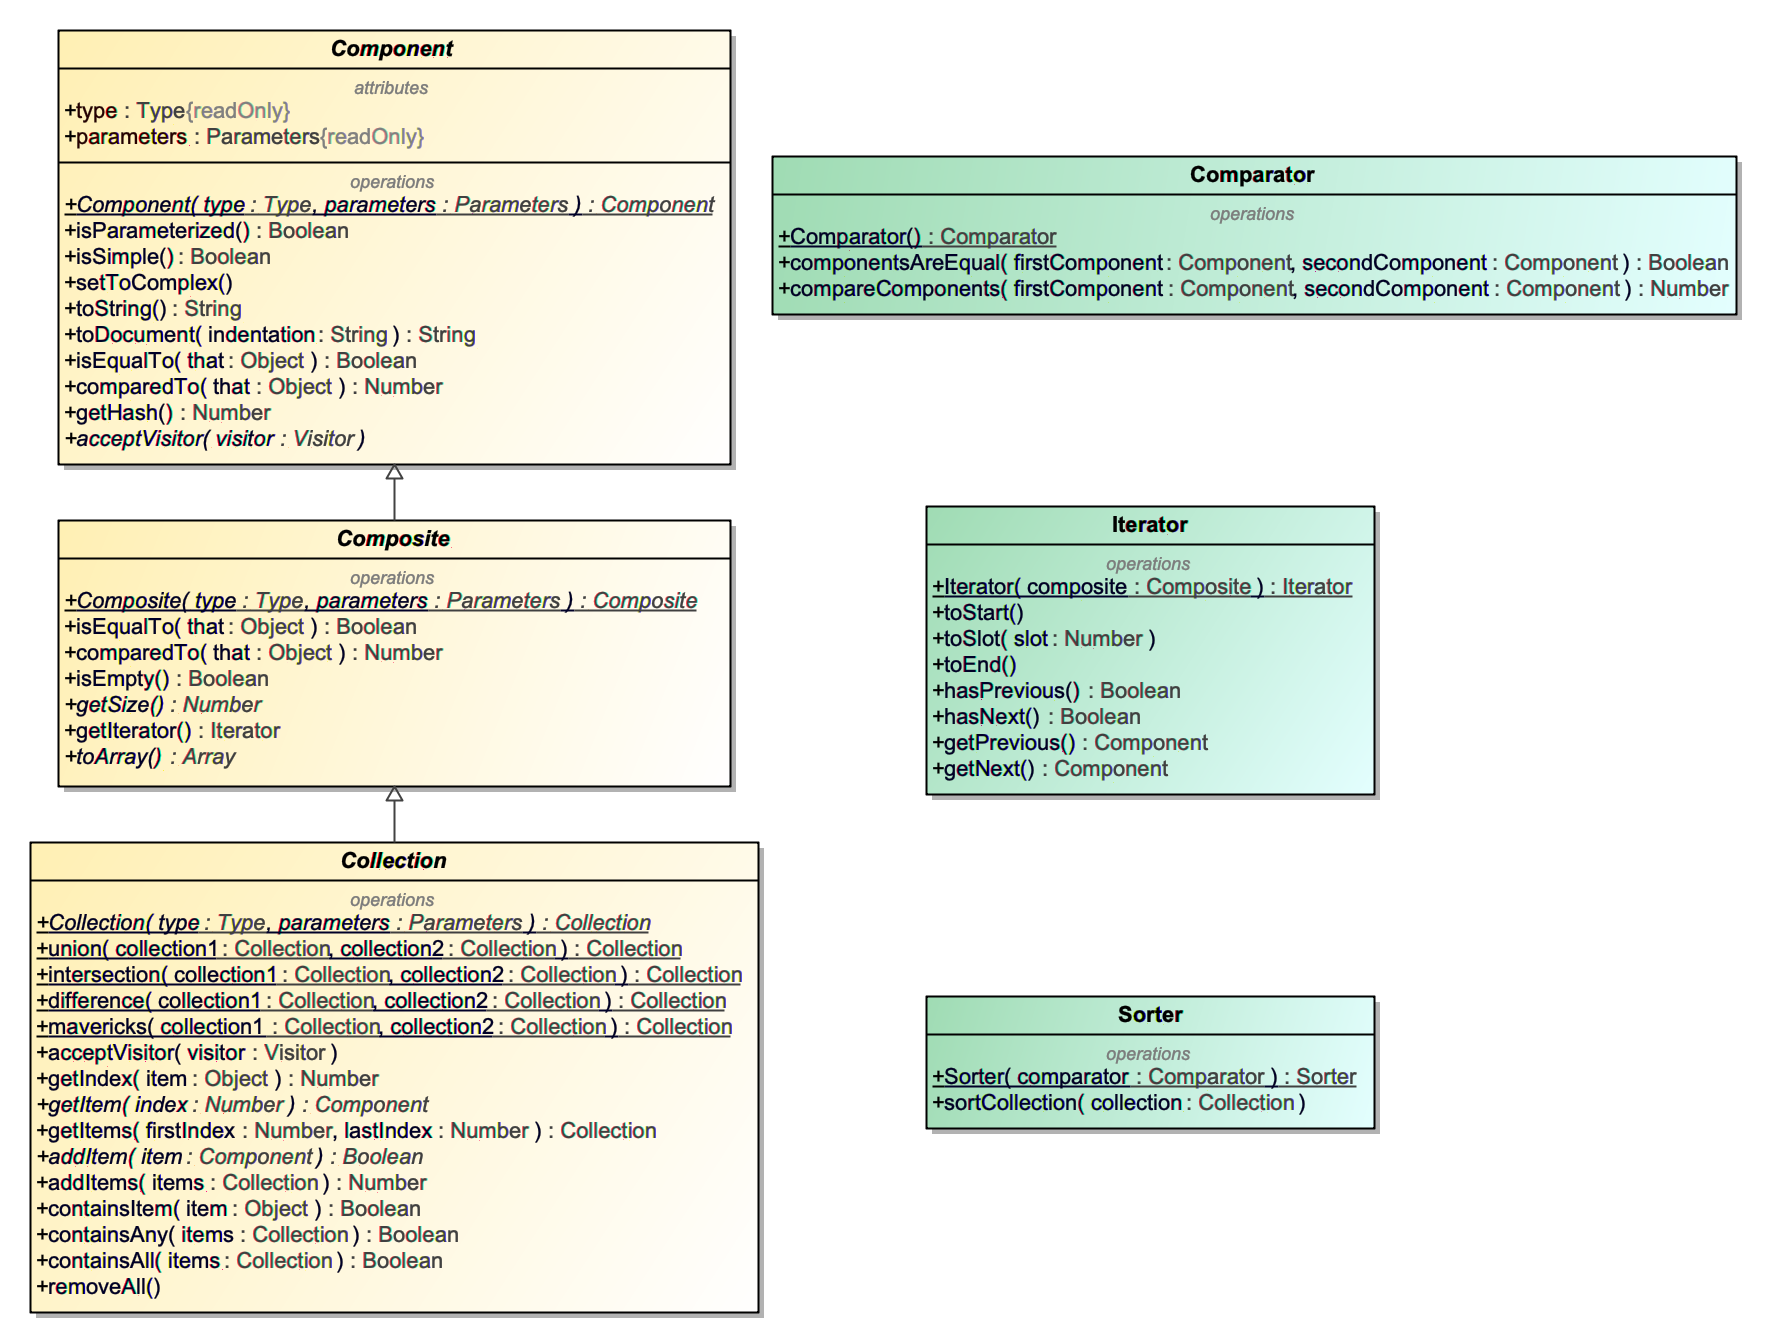 Component
attributes
+type : Type{readOnly}
+parameters : Parameters{readOnly}
operations
+Component( type : Type, parameters : Parameters ) : Component
+isParameterized() : Boolean
+isSimple() : Boolean
+setToComplex()
+toString() : String
+toDocument( indentation : String ) : String
+isEqualTo( that : Object ) : Boolean
+comparedTo( that : Object ) : Number
+getHash() : Number
+acceptVisitor( visitor : Visitor )
Comparator
operations
+Comparator() : Comparator
+componentsAreEqual( firstComponent : Component, secondComponent : Component ) : Boolean
+compareComponents( firstComponent : Component, secondComponent : Component ) : Number
Composite
operations
+Composite( type : Type, parameters : Parameters ) : Composite
+isEqualTo( that : Object ) : Boolean
+comparedTo( that : Object ) : Number
+isEmpty() : Boolean
+getSize() : Number
+getIterator() : Iterator
+toArray() : Array
Iterator
operations
+Iterator( composite : Composite ) : Iterator
+toStart()
+toSlot( slot : Number )
+toEnd()
+hasPrevious() : Boolean
+hasNext() : Boolean
+getPrevious() : Component
+getNext() : Component
Collection
operations
+Collection( type : Type, parameters : Parameters ) : Collection
+union( collection1 : Collection, collection2 : Collection ) : Collection
+intersection( collection1 : Collection, collection2 : Collection ) : Collection
+difference( collection1 : Collection, collection2 : Collection ) : Collection
+mavericks( collection1 : Collection, collection2 : Collection ) : Collection
+acceptVisitor( visitor : Visitor )
+getIndex( item : Object ) : Number
+getItem( index : Number ) : Component
+getItems( firstIndex : Number, lastIndex : Number ) : Collection
+addItem( item : Component ) : Boolean
+addItems( items : Collection ) : Number
+containsItem( item : Object ) : Boolean
+containsAny( items : Collection ) : Boolean
+containsAll( items : Collection ) : Boolean
+removeAll()
Sorter
operations
+Sorter( comparator : Comparator ) : Sorter
+sortCollection( collection : Collection )